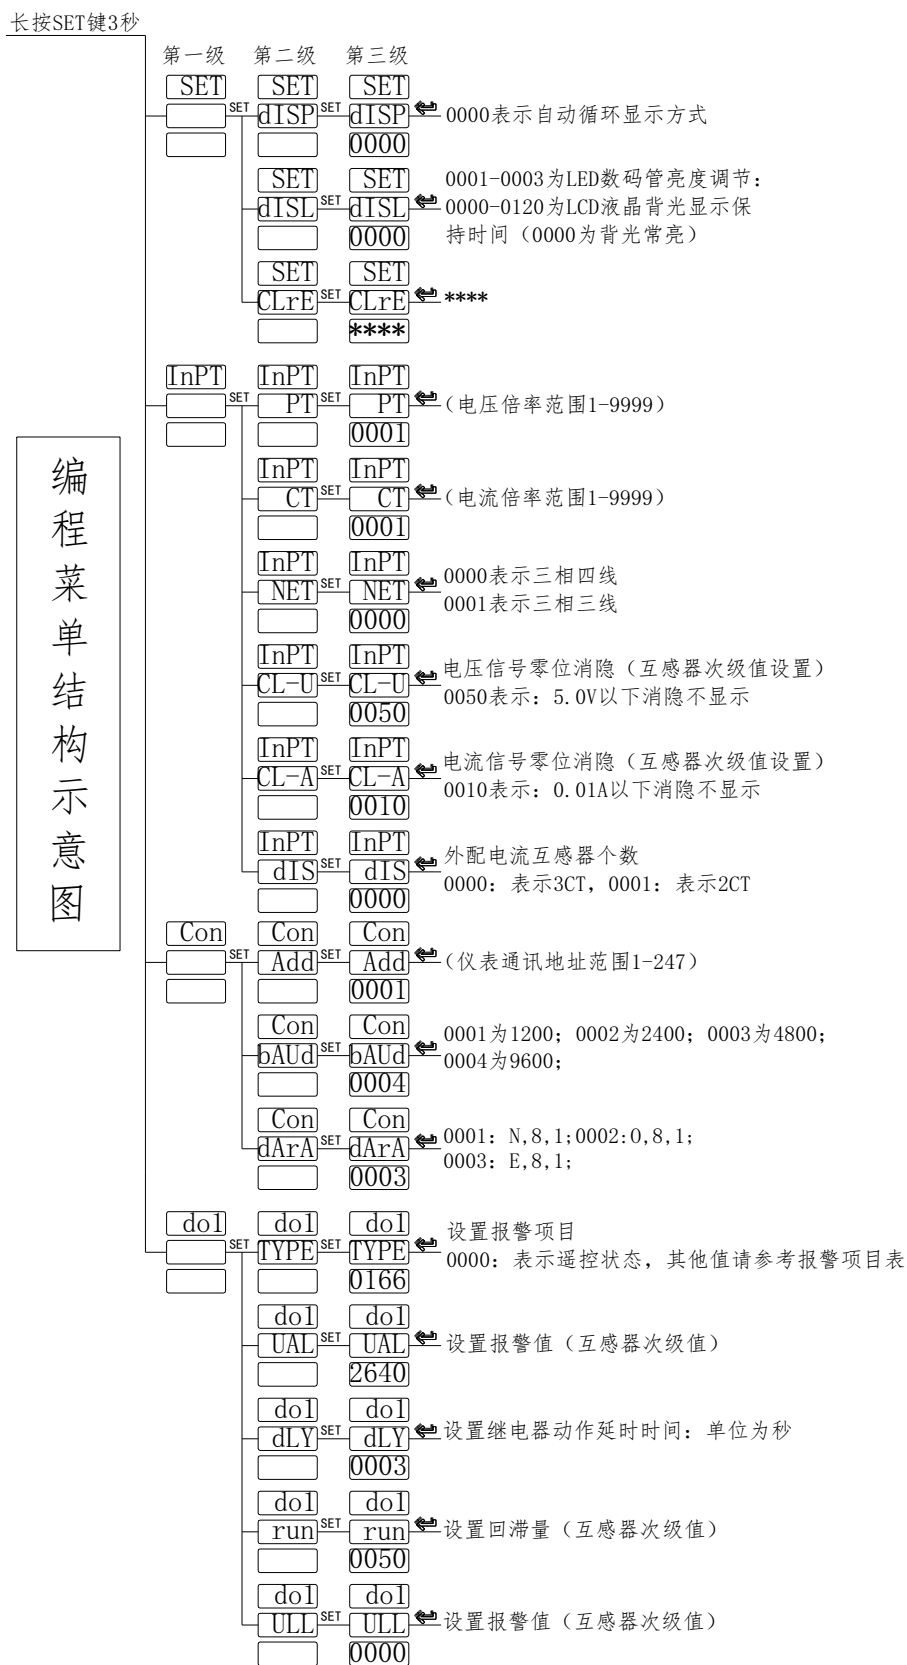 长按SET键3秒
第一级 第二级 第三级
SET SET SET
SET dISP SET dISP 0000表示自动循环显示方式
0000
SET SET
dISL SET dISL
0000
0001-0003为LED数码管亮度调节:
0000-0120为LCD液晶背光显示保
持时间（0000为背光常亮）
SET SET
CLrE SET CLrE ****
****
InPT InPT InPT
SET PT SET PT （电压倍率范围1-9999）
0001
InPT InPT
CT SET CT （电流倍率范围1-9999）
0001
InPT InPT
NET SET NET
0000
0000表示三相四线
0001表示三相三线
InPT InPT
CL-U SET CL-U
0050
电压信号零位消隐（互感器次级值设置）
0050表示: 5.0V以下消隐不显示
InPT InPT
CL-A SET CL-A
0010
电流信号零位消隐（互感器次级值设置）
0010表示: 0.01A以下消隐不显示
InPT InPT
dIS SET dIS
0000
外配电流互感器个数
0000: 表示3CT, 0001: 表示2CT
Con Con Con
SET Add SET Add （仪表通讯地址范围1-247）
0001
Con Con
bAUd SET bAUd
0004
0001为1200; 0002为2400; 0003为4800;
0004为9600;
Con Con
dArA SET dArA
0003
0001: N,8,1;0002:O,8,1;
0003: E,8,1;
do1 do1 do1
SET TYPE SET TYPE
0166
设置报警项目
0000: 表示遥控状态, 其他值请参考报警项目表
do1 do1
UAL SET UAL 设置报警值（互感器次级值）
2640
do1 do1
dLY SET dLY 设置继电器动作延时时间: 单位为秒
0003
do1 do1
run SET run 设置回滞量（互感器次级值）
0050
do1 do1
ULL SET ULL 设置报警值（互感器次级值）
0000
编程菜单结构示意图